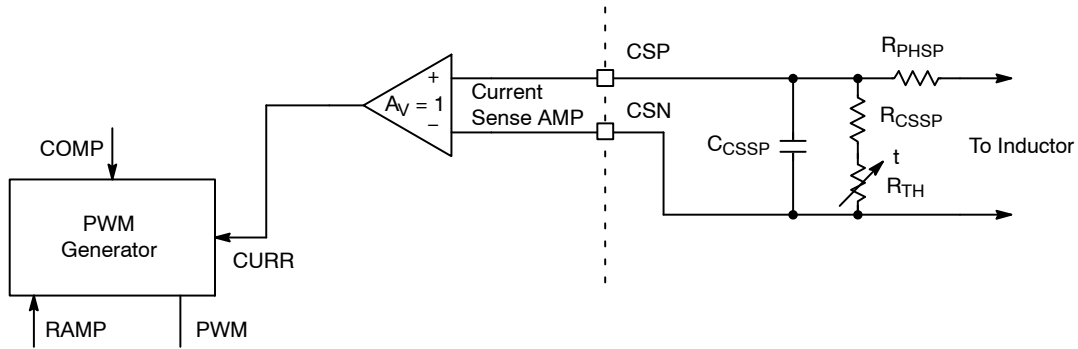 CSP
R_PHSP
+
A_V = 1
−
Current
Sense AMP
CSN
R_CSSP
C_CSSP
To Inductor
t
R_TH
COMP
PWM
Generator
CURR
RAMP
PWM